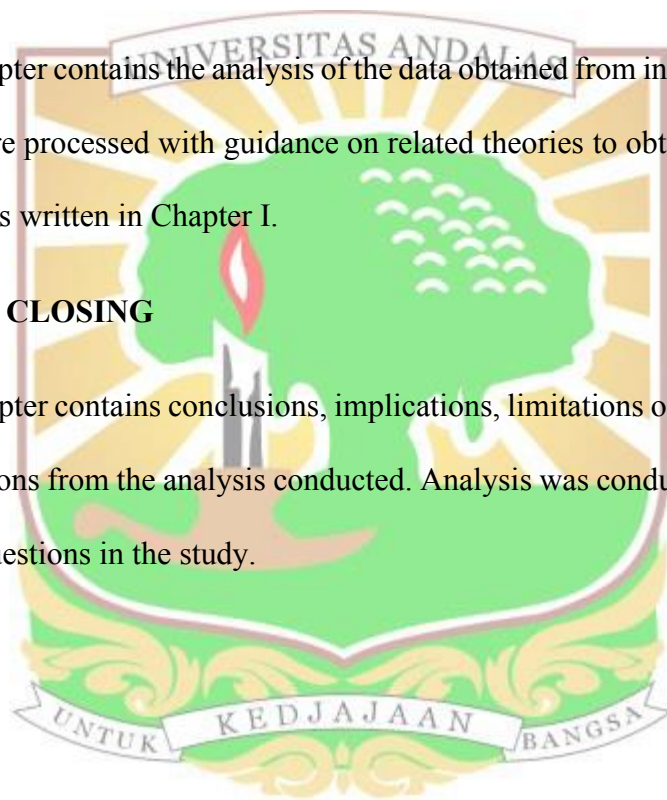 UNIVERSITAS ANDALAS
pter contains the analysis of the data obtained from in
re processed with guidance on related theories to obt
s written in Chapter I.
CLOSING
pter contains conclusions, implications, limitations o
ons from the analysis conducted. Analysis was condu
uestions in the study.
UNTUK KEDJAJAAN BANGSA